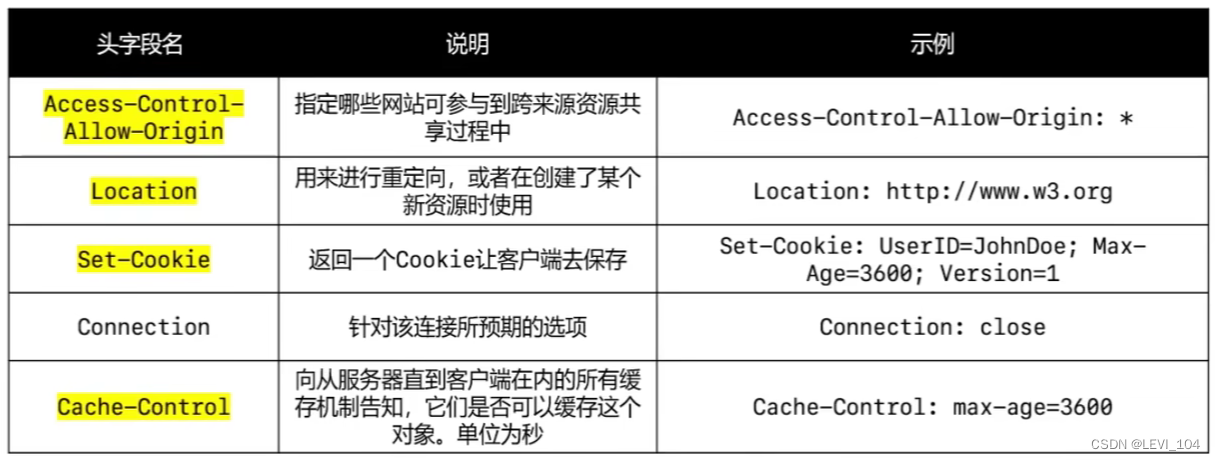 头字段名
说明
示例
Access-Control-
Allow-Origin
指定哪些网站可参与到跨来源资源共
享过程中
Access-Control-Allow-Origin: *
Location
用来进行重定向，或者在创建了某个
新资源时使用
Location: http://www.w3.org
Set-Cookie
返回一个Cookie让客户端去保存
Set-Cookie: UserID=JohnDoe; Max-
Age=3600; Version=1
Connection
针对该连接所预期的选项
Connection: close
Cache-Control
向从服务器直到客户端在内的所有缓
存机制告知，它们是否可以缓存这个
对象。单位为秒
Cache-Control: max-age=3600
CSDN @LEVI_104